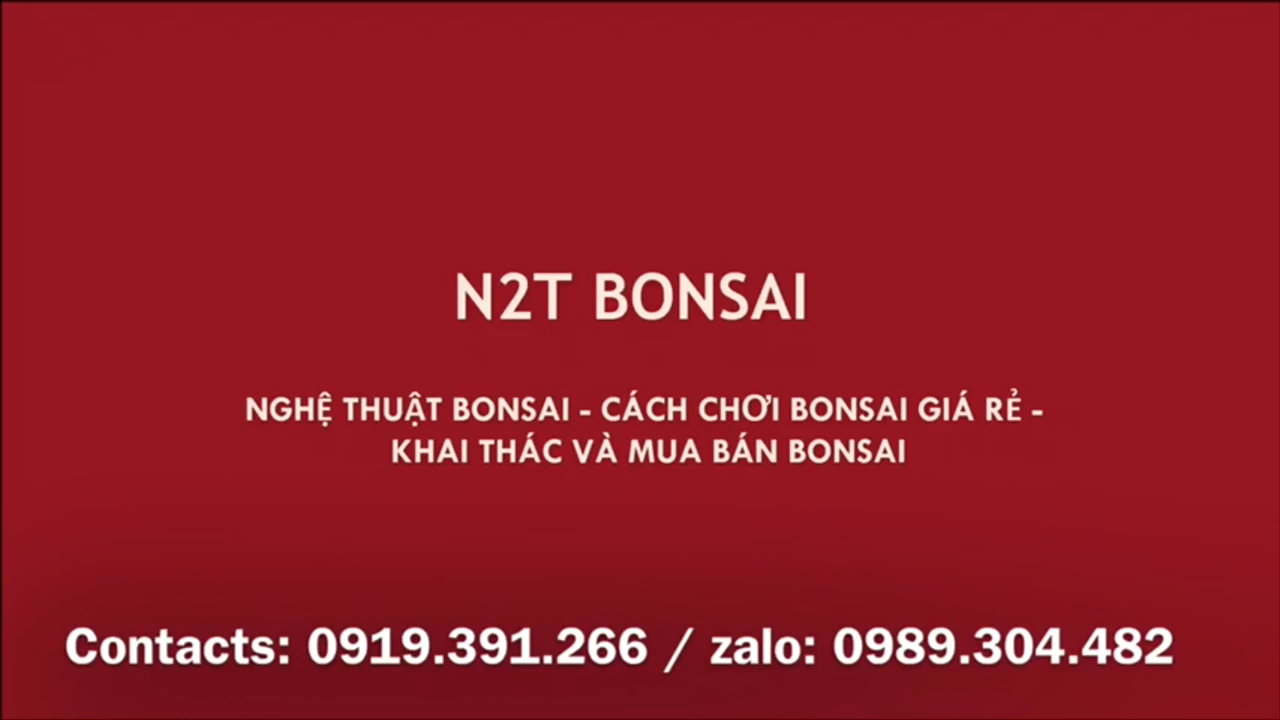 N2T BONSAI
NGHỆ THUẬT BONSAI - CÁCH CHƠI BONSAI GIÁ RẺ -
KHAI THÁC VÀ MUA BÁN BONSAI
Contacts: 0919.391.266 / zalo: 0989.304.482